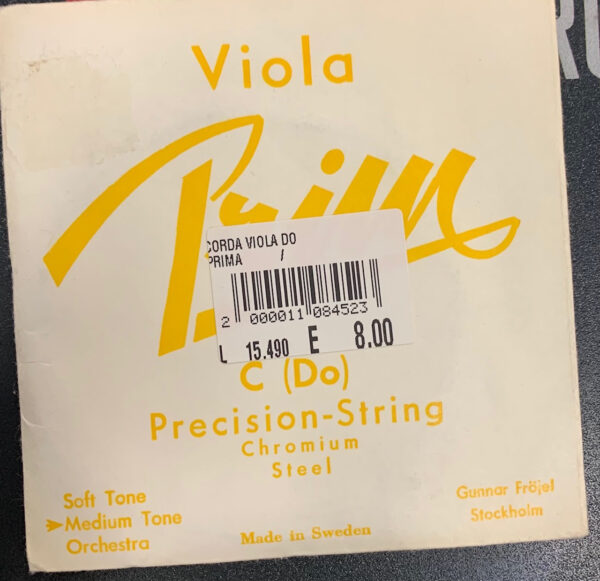 Viola
Prim
CORDA VIOLA DO
PRIMA /
2 000011 084523
L 15.490 E 8.00
C (Do)
Precision-String
Chromium
Steel
Soft Tone
➤Medium Tone
Orchestra
Made in Sweden
Gunnar Fröjel
Stockholm